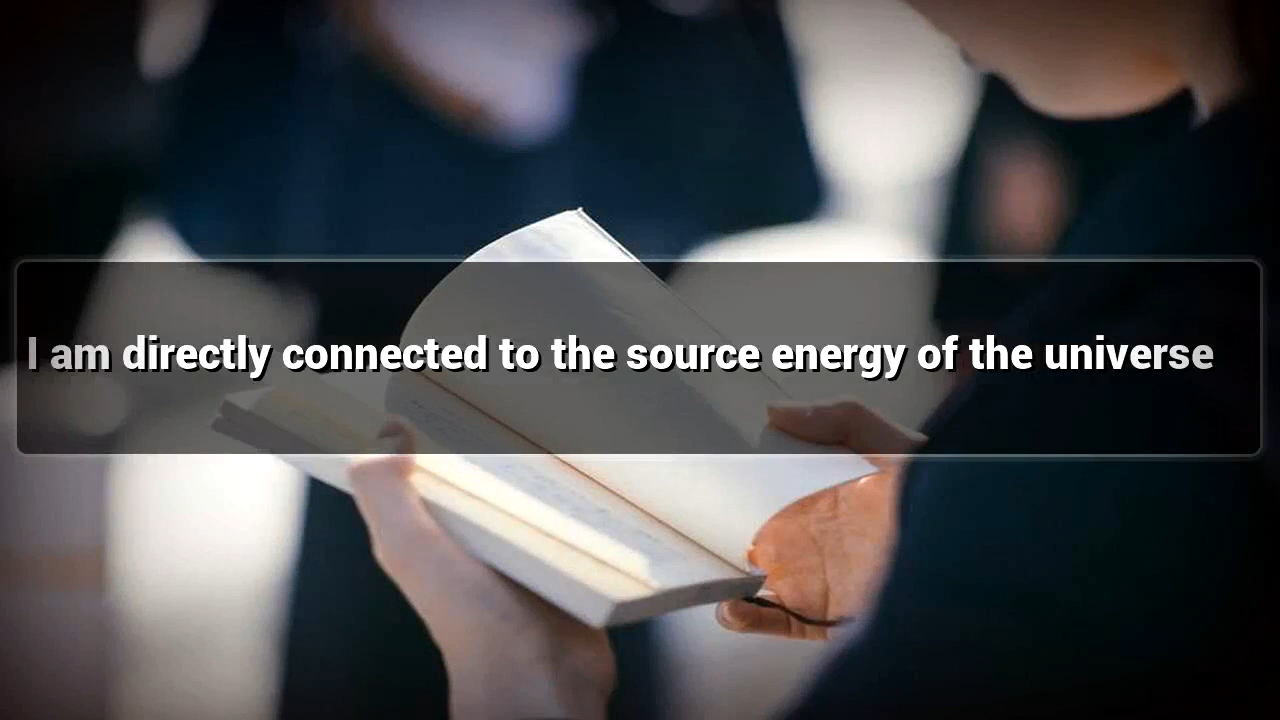 I am directly connected to the source energy of the universe